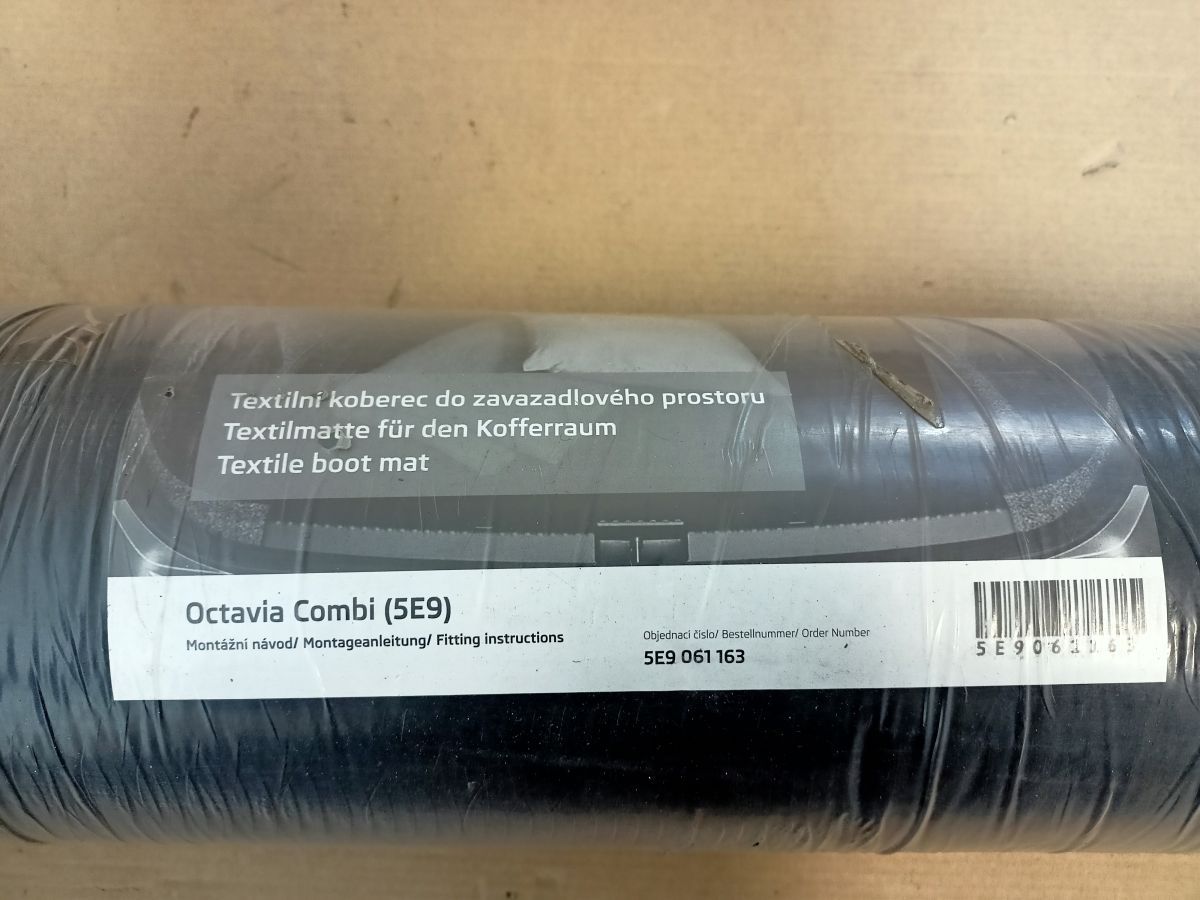 Textilní koberec do zavazadlového prostoru
Textilmatte für den Kofferraum
Textile boot mat
Octavia Combi (5E9)
Montážní návod/ Montageanleitung/ Fitting instructions
Objednací číslo/ Bestellnummer/ Order Number
5E9 061 163
5E9061163